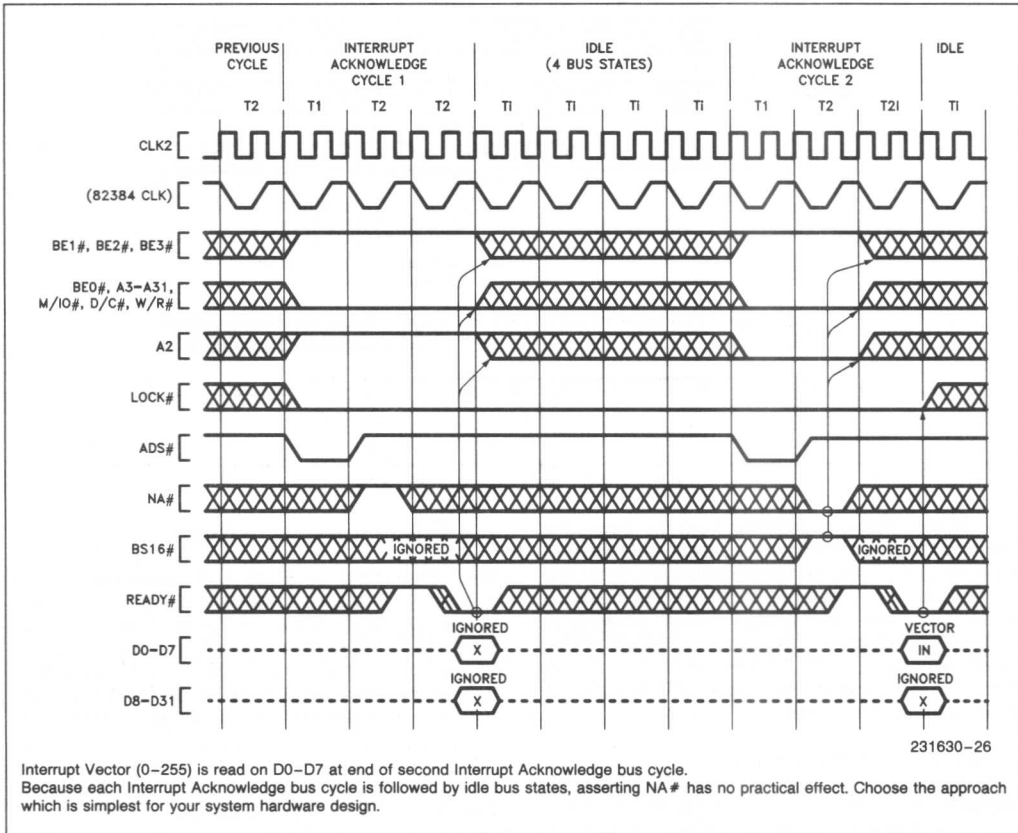 PREVIOUS CYCLE
INTERRUPT ACKNOWLEDGE CYCLE 1
IDLE (4 BUS STATES)
INTERRUPT ACKNOWLEDGE CYCLE 2
IDLE
T2 T1 T2 T2 Ti Ti Ti Ti T1 T2 T2I Ti
CLK2
(82384 CLK)
BE1#, BE2#, BE3#
BE0#, A3-A31,
M/IO#, D/C#, W/R#
A2
LOCK#
ADS#
NA#
BS16#
IGNORED
IGNORED
READY#
IGNORED
VECTOR
D0-D7
X
IN
IGNORED
IGNORED
D8-D31
X
X
231630-26
Interrupt Vector (0-255) is read on D0-D7 at end of second Interrupt Acknowledge bus cycle.
Because each Interrupt Acknowledge bus cycle is followed by idle bus states, asserting NA# has no practical effect. Choose the approach
which is simplest for your system hardware design.